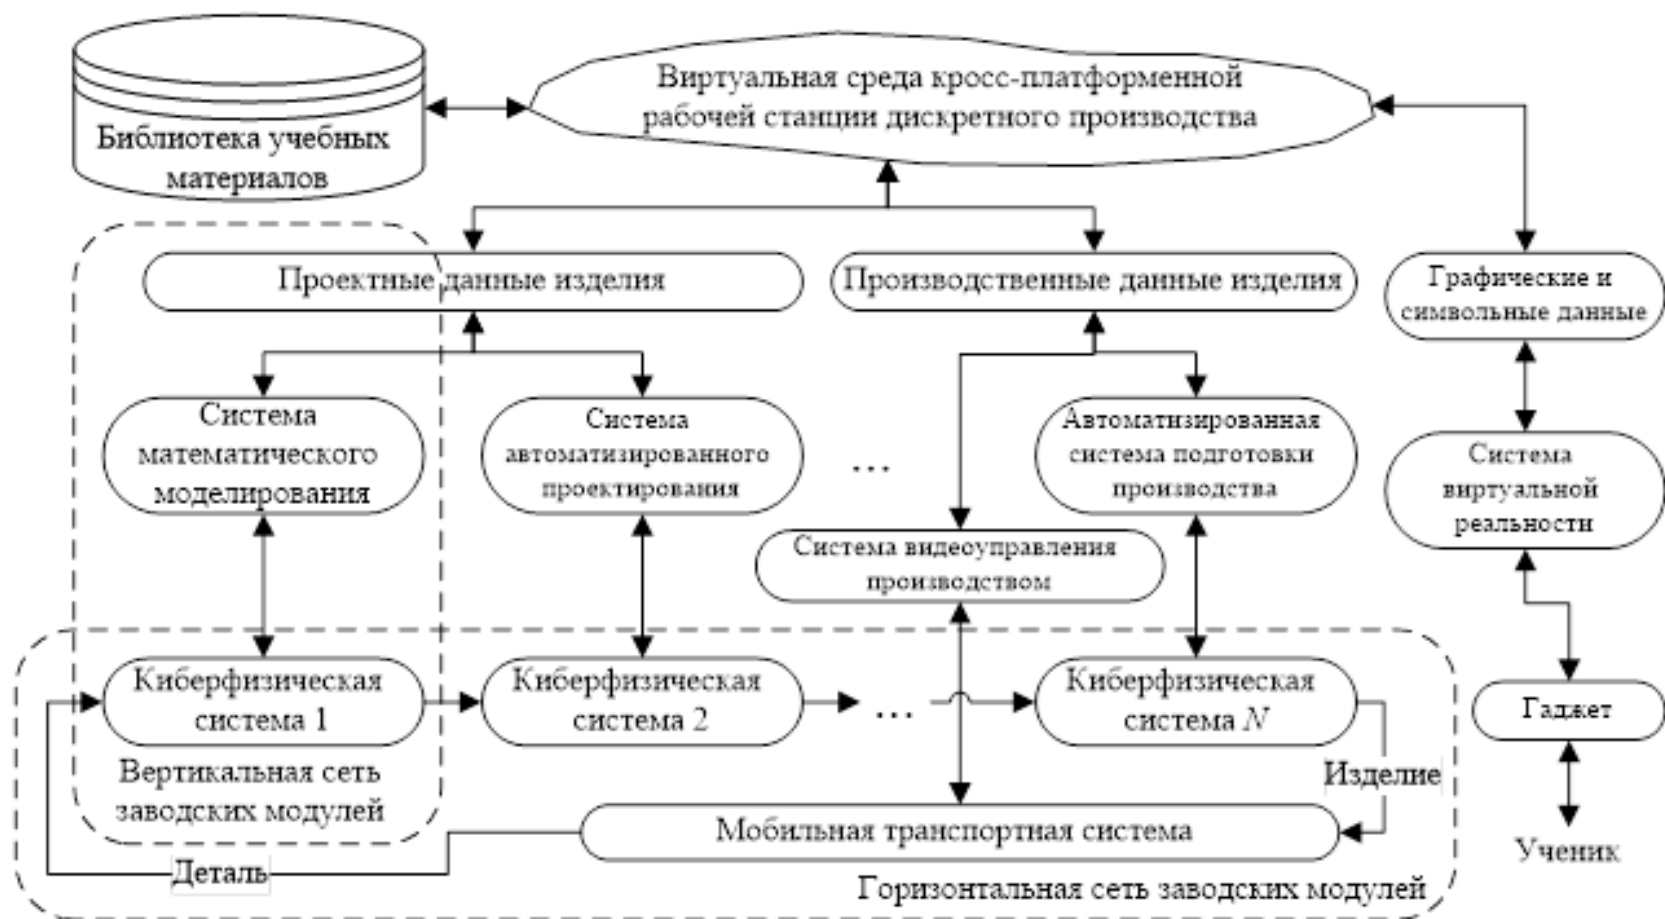 Виртуальная среда кросс-платформенной
рабочей станции дискретного производства
Библиотека учебных
материалов
Проектные данные изделия
Производственные данные изделия
Графические и
символьные данные
Система
математического
моделирования
Система
автоматизированного
проектирования
...
Автоматизированная
система подготовки
производства
Система
виртуальной
реальности
Система видеоуправления
производством
Киберфизическая
система 1
Киберфизическая
система 2
...
Киберфизическая
система N
Гаджет
Вертикальная сеть
заводских модулей
Изделие
Мобильная транспортная система
Ученик
Деталь
Горизонтальная сеть заводских модулей